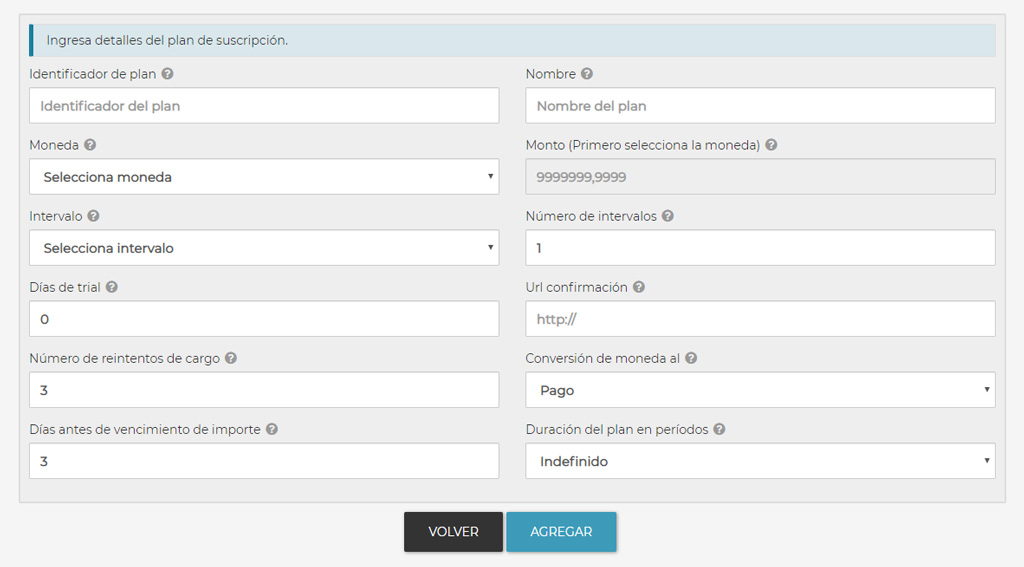 Ingresa detalles del plan de suscripción.
Identificador de plan ?
Nombre ?
Identificador del plan
Nombre del plan
Moneda ?
Monto (Primero selecciona la moneda) ?
Selecciona moneda
9999999,9999
Intervalo ?
Número de intervalos ?
Selecciona intervalo
1
Días de trial ?
Url confirmación ?
0
http://
Número de reintentos de cargo ?
Conversión de moneda al ?
3
Pago
Días antes de vencimiento de importe ?
Duración del plan en períodos ?
3
Indefinido
VOLVER
AGREGAR